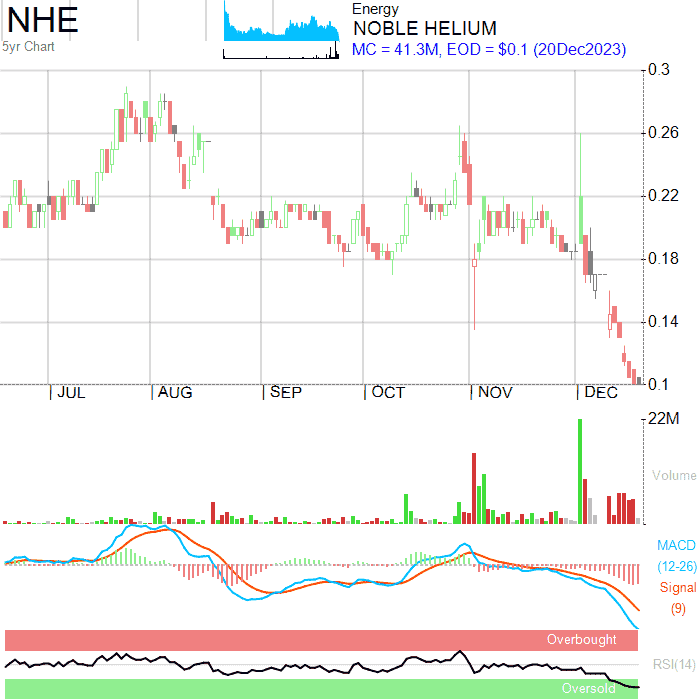 NHE
5yr Chart
Energy
NOBLE HELIUM
MC = 41.3M, EOD = $0.1 (20Dec2023)
0.3
0.26
0.22
0.18
0.14
0.1
JUL AUG SEP OCT NOV DEC
22M
Volume
MACD
(12-26)
Signal
(9)
Overbought
RSI(14)
Oversold